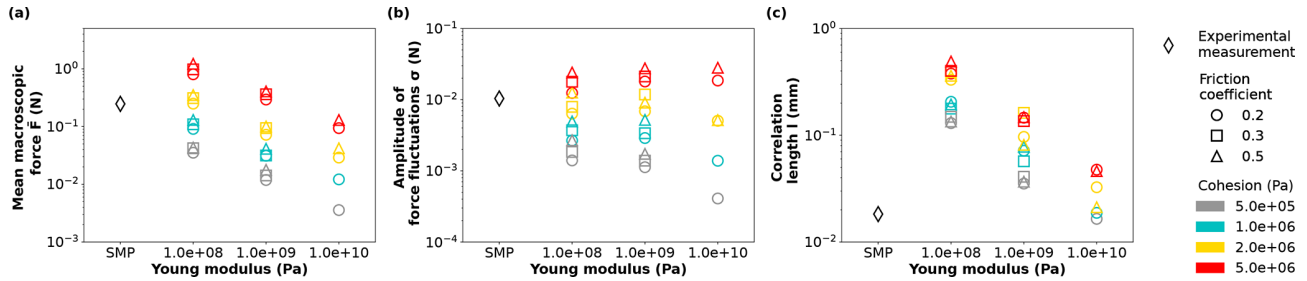 (a)
Mean macroscopic
force F̄ (N)
10⁰
10⁻¹
10⁻²
10⁻³
SMP
1.0e+08
1.0e+09
1.0e+10
Young modulus (Pa)
(b)
Amplitude of
force fluctuations σ (N)
10⁻¹
10⁻²
10⁻³
10⁻⁴
SMP
1.0e+08
1.0e+09
1.0e+10
Young modulus (Pa)
(c)
Correlation
length l (mm)
10⁰
10⁻¹
10⁻²
SMP
1.0e+08
1.0e+09
1.0e+10
Young modulus (Pa)
Experimental
measurement
Friction
coefficient
0.2
0.3
0.5
Cohesion (Pa)
5.0e+05
1.0e+06
2.0e+06
5.0e+06